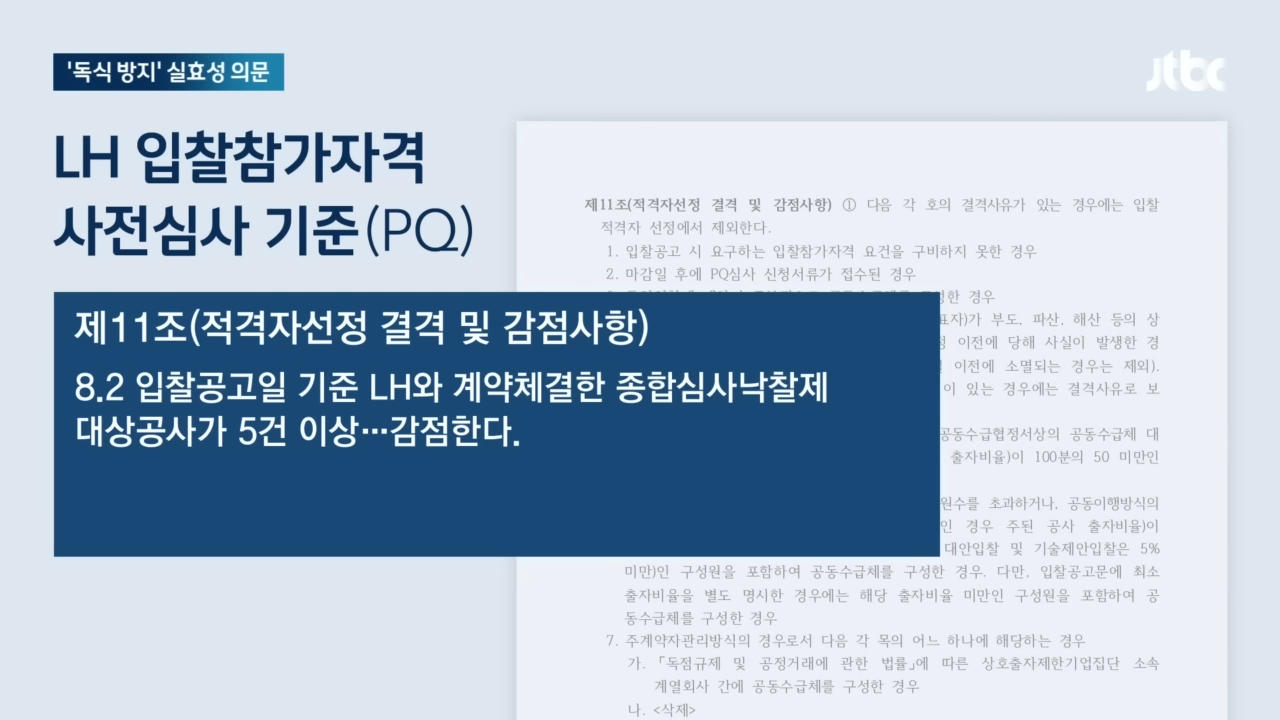 '독식 방지' 실효성 의문
jtbc
LH 입찰참가자격
사전심사 기준(PQ)
제11조(적격자선정 결격 및 감점사항)
8.2 입찰공고일 기준 LH와 계약체결한 종합심사낙찰제
대상공사가 5건 이상…감점한다.
제11조(적격자선정 결격 및 감점사항) ① 다음 각 호의 결격사유가 있는 경우에는 입찰
적격자 선정에서 제외한다.
1. 입찰공고 시 요구하는 입찰참가자격 요건을 구비하지 못한 경우
2. 마감일 후에 PQ심사 신청서류가 접수된 경우
성한 경우
표자)가 부도, 파산, 해산 등의 상
이전에 당해 사실이 발생한 경
이전에 소멸되는 경우는 제외).
이 있는 경우에는 결격사유로 보
공동수급협정서상의 공동수급체 대
출자비율)이 100분의 50 미만인
원수를 초과하거나, 공동이행방식의
인 경우 주된 공사 출자비율)이
대안입찰 및 기술제안입찰은 5%
미만)인 구성원을 포함하여 공동수급체를 구성한 경우. 다만, 입찰공고문에 최소
출자비율을 별도 명시한 경우에는 해당 출자비율 미만인 구성원을 포함하여 공
동수급체를 구성한 경우
7. 주계약자관리방식의 경우로서 다음 각 목의 어느 하나에 해당하는 경우
가. 「독점규제 및 공정거래에 관한 법률」에 따른 상호출자제한기업집단 소속
계열회사 간에 공동수급체를 구성한 경우
나. <삭제>